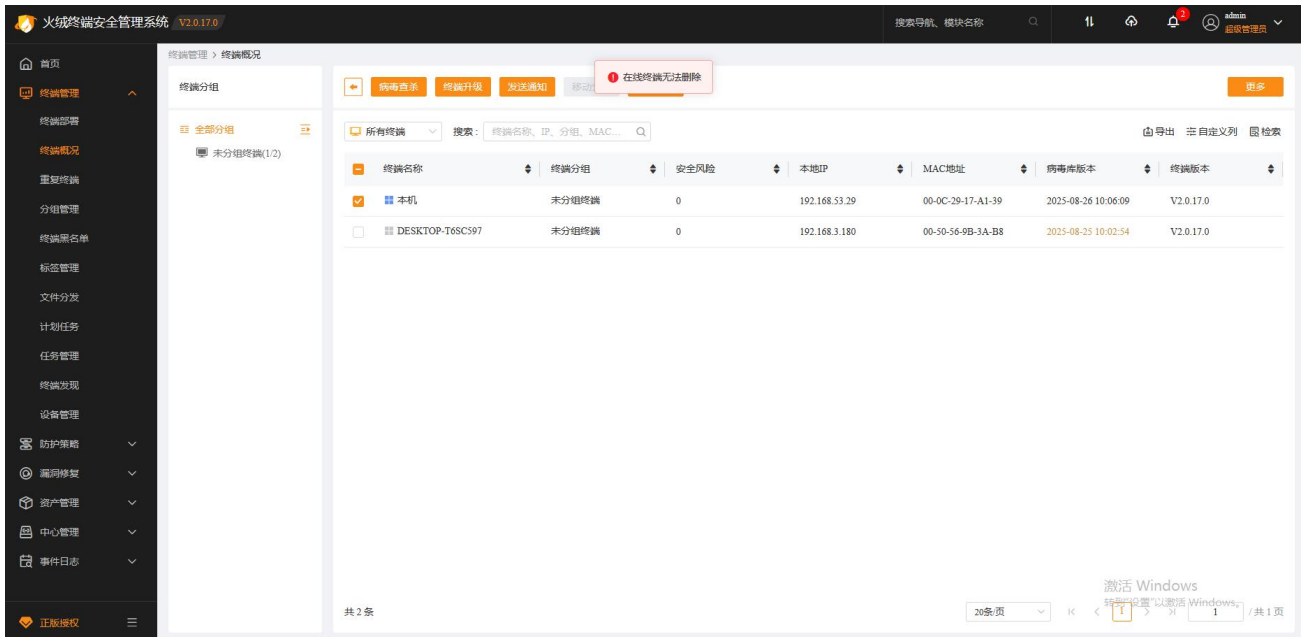 火绒终端安全管理系统 V2.0.17.0 搜索导航、模块名称 2 admin
超级管理员
首页
终端管理
终端部署
终端概况
重复终端
分组管理
终端黑名单
标签管理
文件分发
计划任务
任务管理
终端发现
设备管理
防护策略
漏洞修复
资产管理
中心管理
事件日志
正版授权
终端管理 > 终端概况
终端分组
全部分组
未分组终端(1/2)
病毒查杀 终端升级 发送通知 更多
在线终端无法删除
所有终端 搜索: 终端名称、IP、分组、MAC... 导出 自定义列 检索
终端名称 终端分组 安全风险 本地IP MAC地址 病毒库版本 终端版本
本机 未分组终端 0 192.168.53.29 00-0C-29-17-A1-39 2025-08-26 10:06:09 V2.0.17.0
DESKTOP-T6SC597 未分组终端 0 192.168.3.180 00-50-56-9B-3A-B8 2025-08-25 10:02:54 V2.0.17.0
激活 Windows
转到"设置"以激活 Windows。
共 2 条 20条/页 1 1 / 共 1 页